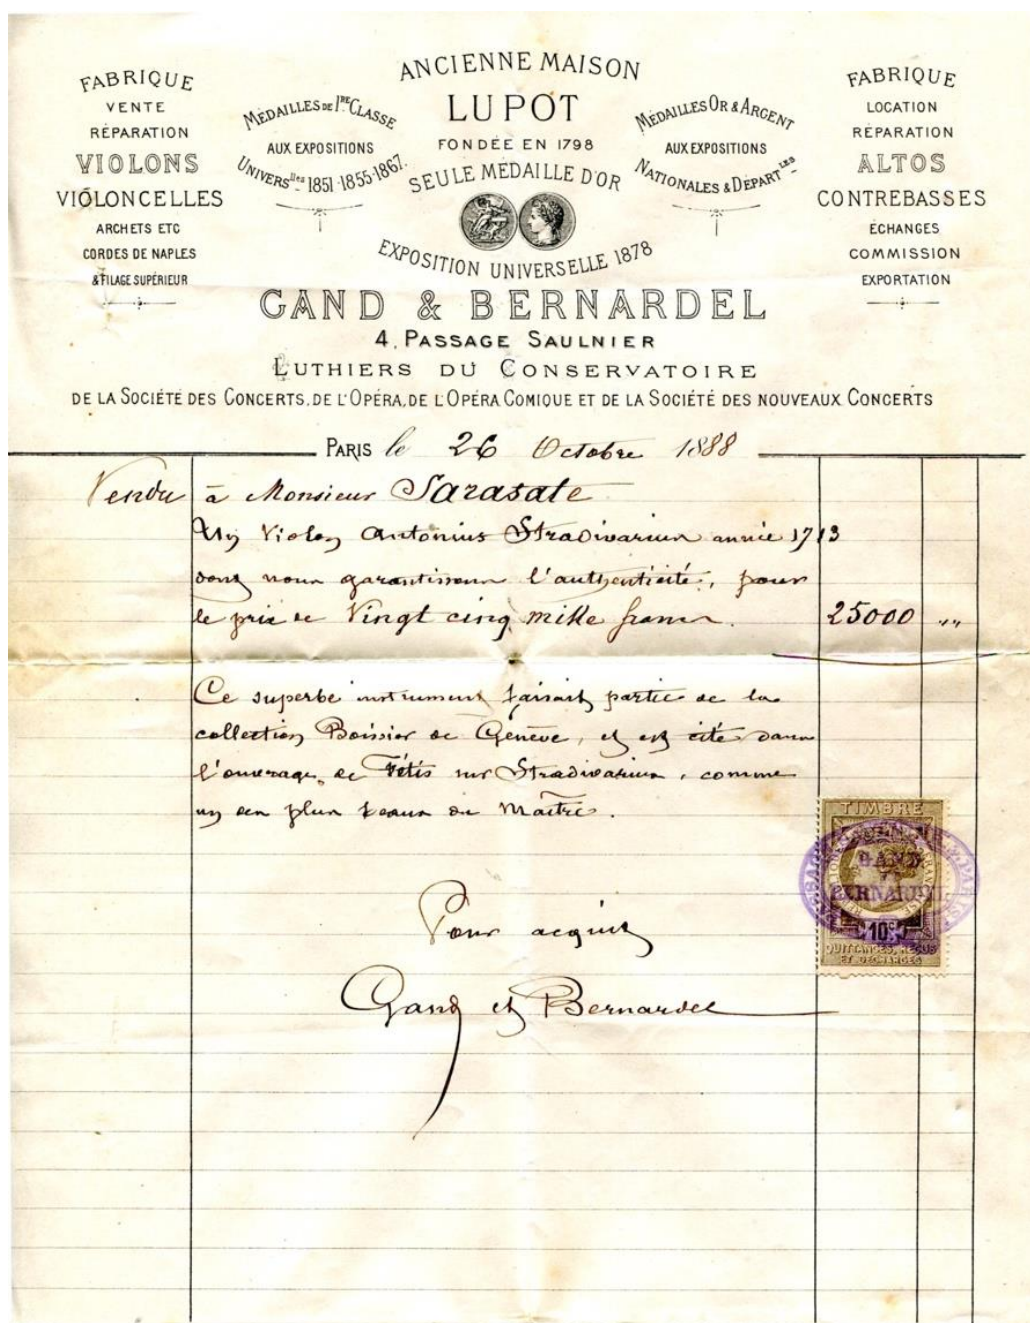 FABRIQUE
VENTE
RÉPARATION
VIOLONS
VIOLONCELLES
ARCHETS ETC
CORDES DE NAPLES
& FILAGE SUPÉRIEUR
MÉDAILLES DE 1RE CLASSE
AUX EXPOSITIONS
UNIVERSlles 1851·1855·1867.
ANCIENNE MAISON
LUPOT
FONDÉE EN 1798
SEULE MÉDAILLE D'OR
EXPOSITION UNIVERSELLE 1878
MÉDAILLES OR & ARGENT
AUX EXPOSITIONS
NATIONALES & DÉPARTles
FABRIQUE
LOCATION
RÉPARATION
ALTOS
CONTREBASSES
ÉCHANGES
COMMISSION
EXPORTATION
GAND & BERNARDEL
4, PASSAGE SAULNIER
LUTHIERS DU CONSERVATOIRE
DE LA SOCIÉTÉ DES CONCERTS, DE L'OPÉRA, DE L'OPÉRA COMIQUE ET DE LA SOCIÉTÉ DES NOUVEAUX CONCERTS
PARIS le 26 Octobre 1888
Vendu à Monsieur Sarasate
Un Violon Antonius Stradivarius année 1713
dont nous garantissons l'authenticité, pour
le prix de Vingt cinq mille francs. 25000 "
Ce superbe instrument faisait partie de la
collection Boissier de Genève, et est cité dans
l'ouvrage de Fétis sur Stradivarius, comme
un des plus beaux du Maître.
TIMBRE
GAND
BERNARDEL
10c
QUITTANCES, REÇUS
ET DÉCHARGES
Pour acquit
Gand et Bernardel